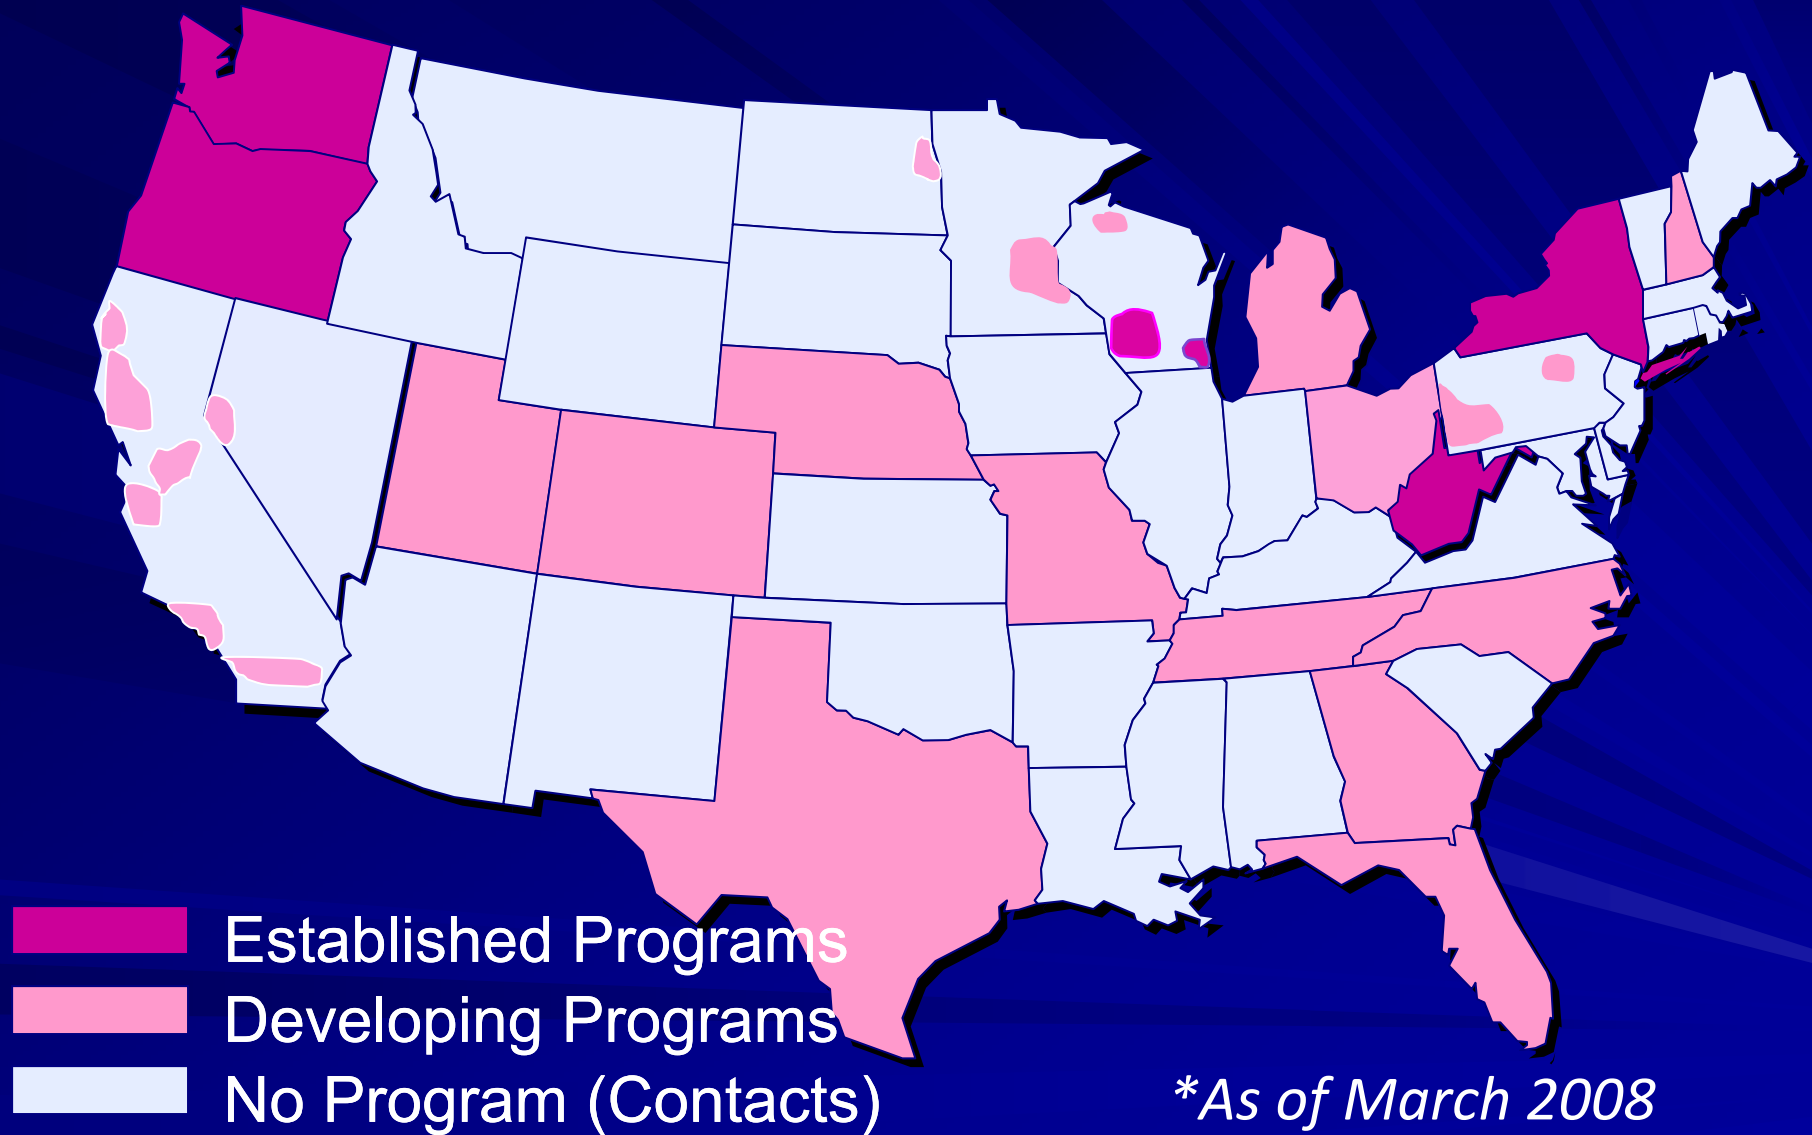 Established Programs
Developing Programs
No Program (Contacts)
*As of March 2008